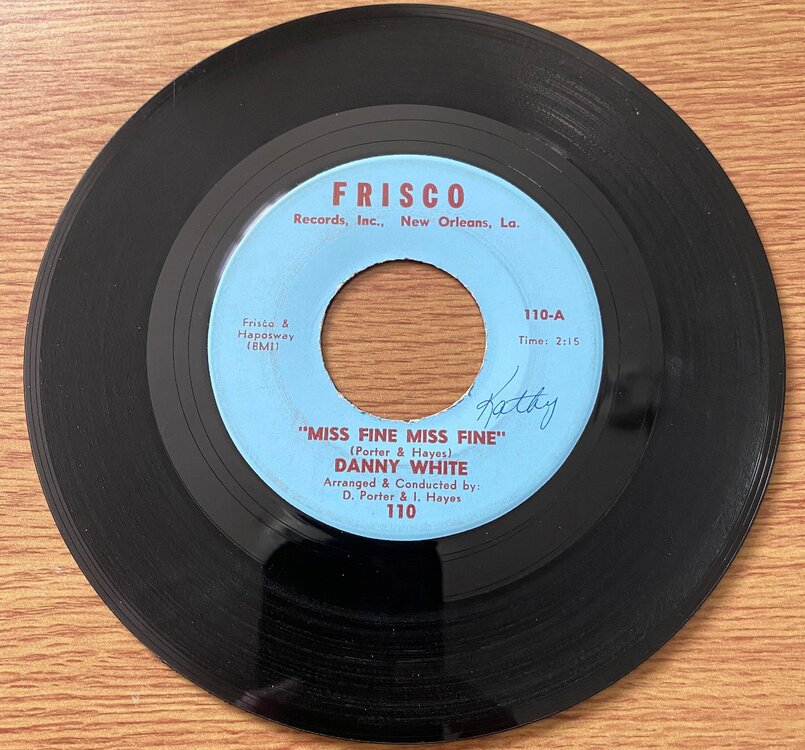 FRISCO
Records, Inc., New Orleans, La.
110-A
Frisco &
Haposway
(BMI)
Time: 2:15
Kathy
"MISS FINE MISS FINE"
(Porter & Hayes)
DANNY WHITE
Arranged & Conducted by:
D. Porter & I. Hayes
110